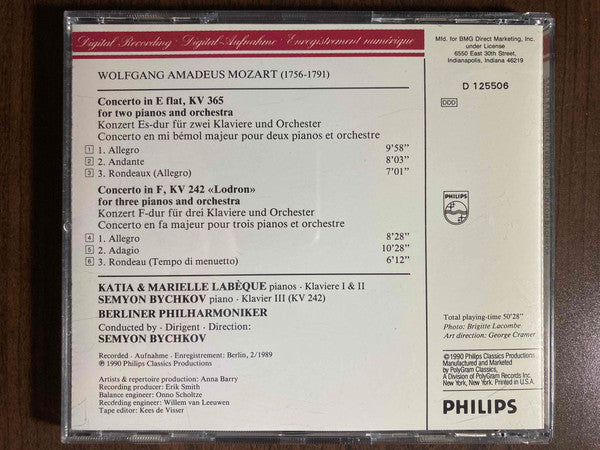 Digital Recording · Digital-Aufnahme · Enregistrement numérique
WOLFGANG AMADEUS MOZART (1756-1791)
Concerto in E flat, KV 365
for two pianos and orchestra
Konzert Es-dur für zwei Klaviere und Orchester
Concerto en mi bémol majeur pour deux pianos et orchestre
1 1. Allegro 9'58"
2 2. Andante 8'03"
3 3. Rondeaux (Allegro) 7'01"
Concerto in F, KV 242 «Lodron»
for three pianos and orchestra
Konzert F-dur für drei Klaviere und Orchester
Concerto en fa majeur pour trois pianos et orchestre
4 1. Allegro 8'28"
5 2. Adagio 10'28"
6 3. Rondeau (Tempo di menuetto) 6'12"
KATIA & MARIELLE LABÈQUE pianos · Klaviere I & II
SEMYON BYCHKOV piano · Klavier III (KV 242)
BERLINER PHILHARMONIKER
Conducted by · Dirigent · Direction:
SEMYON BYCHKOV
Recorded · Aufnahme · Enregistrement: Berlin, 2/1989
℗ 1990 Philips Classics Productions
Artists & repertoire production: Anna Barry
Recording producer: Erik Smith
Balance engineer: Onno Scholtze
Recording engineer: Willem van Leeuwen
Tape editor: Kees de Visser
Mfd. for BMG Direct Marketing, Inc.
under License
6550 East 30th Street,
Indianapolis, Indiana 46219
D 125506
DDD
PHILIPS
Total playing-time 50'28"
Photo: Brigitte Lacombe
Art direction: George Cramer
©1990 Philips Classics Productions
Manufactured and Marketed
by PolyGram Classics,
A Division of PolyGram Records Inc.
New York, New York. Printed in U.S.A.
PHILIPS